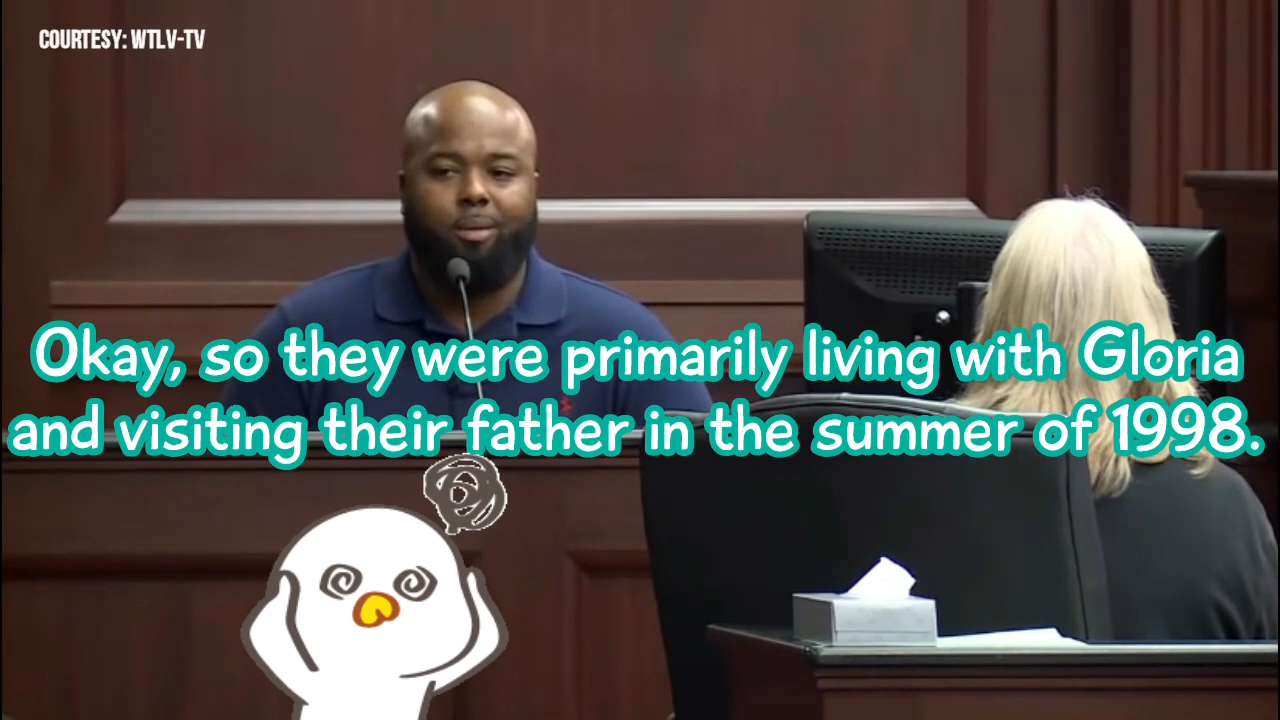 COURTESY: WTLV-TV
Okay, so they were primarily living with Gloria
and visiting their father in the summer of 1998.